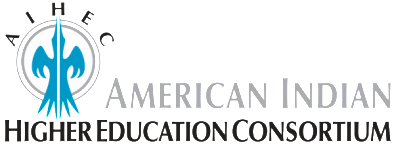 AIHEC
AMERICAN INDIAN
HIGHER EDUCATION CONSORTIUM